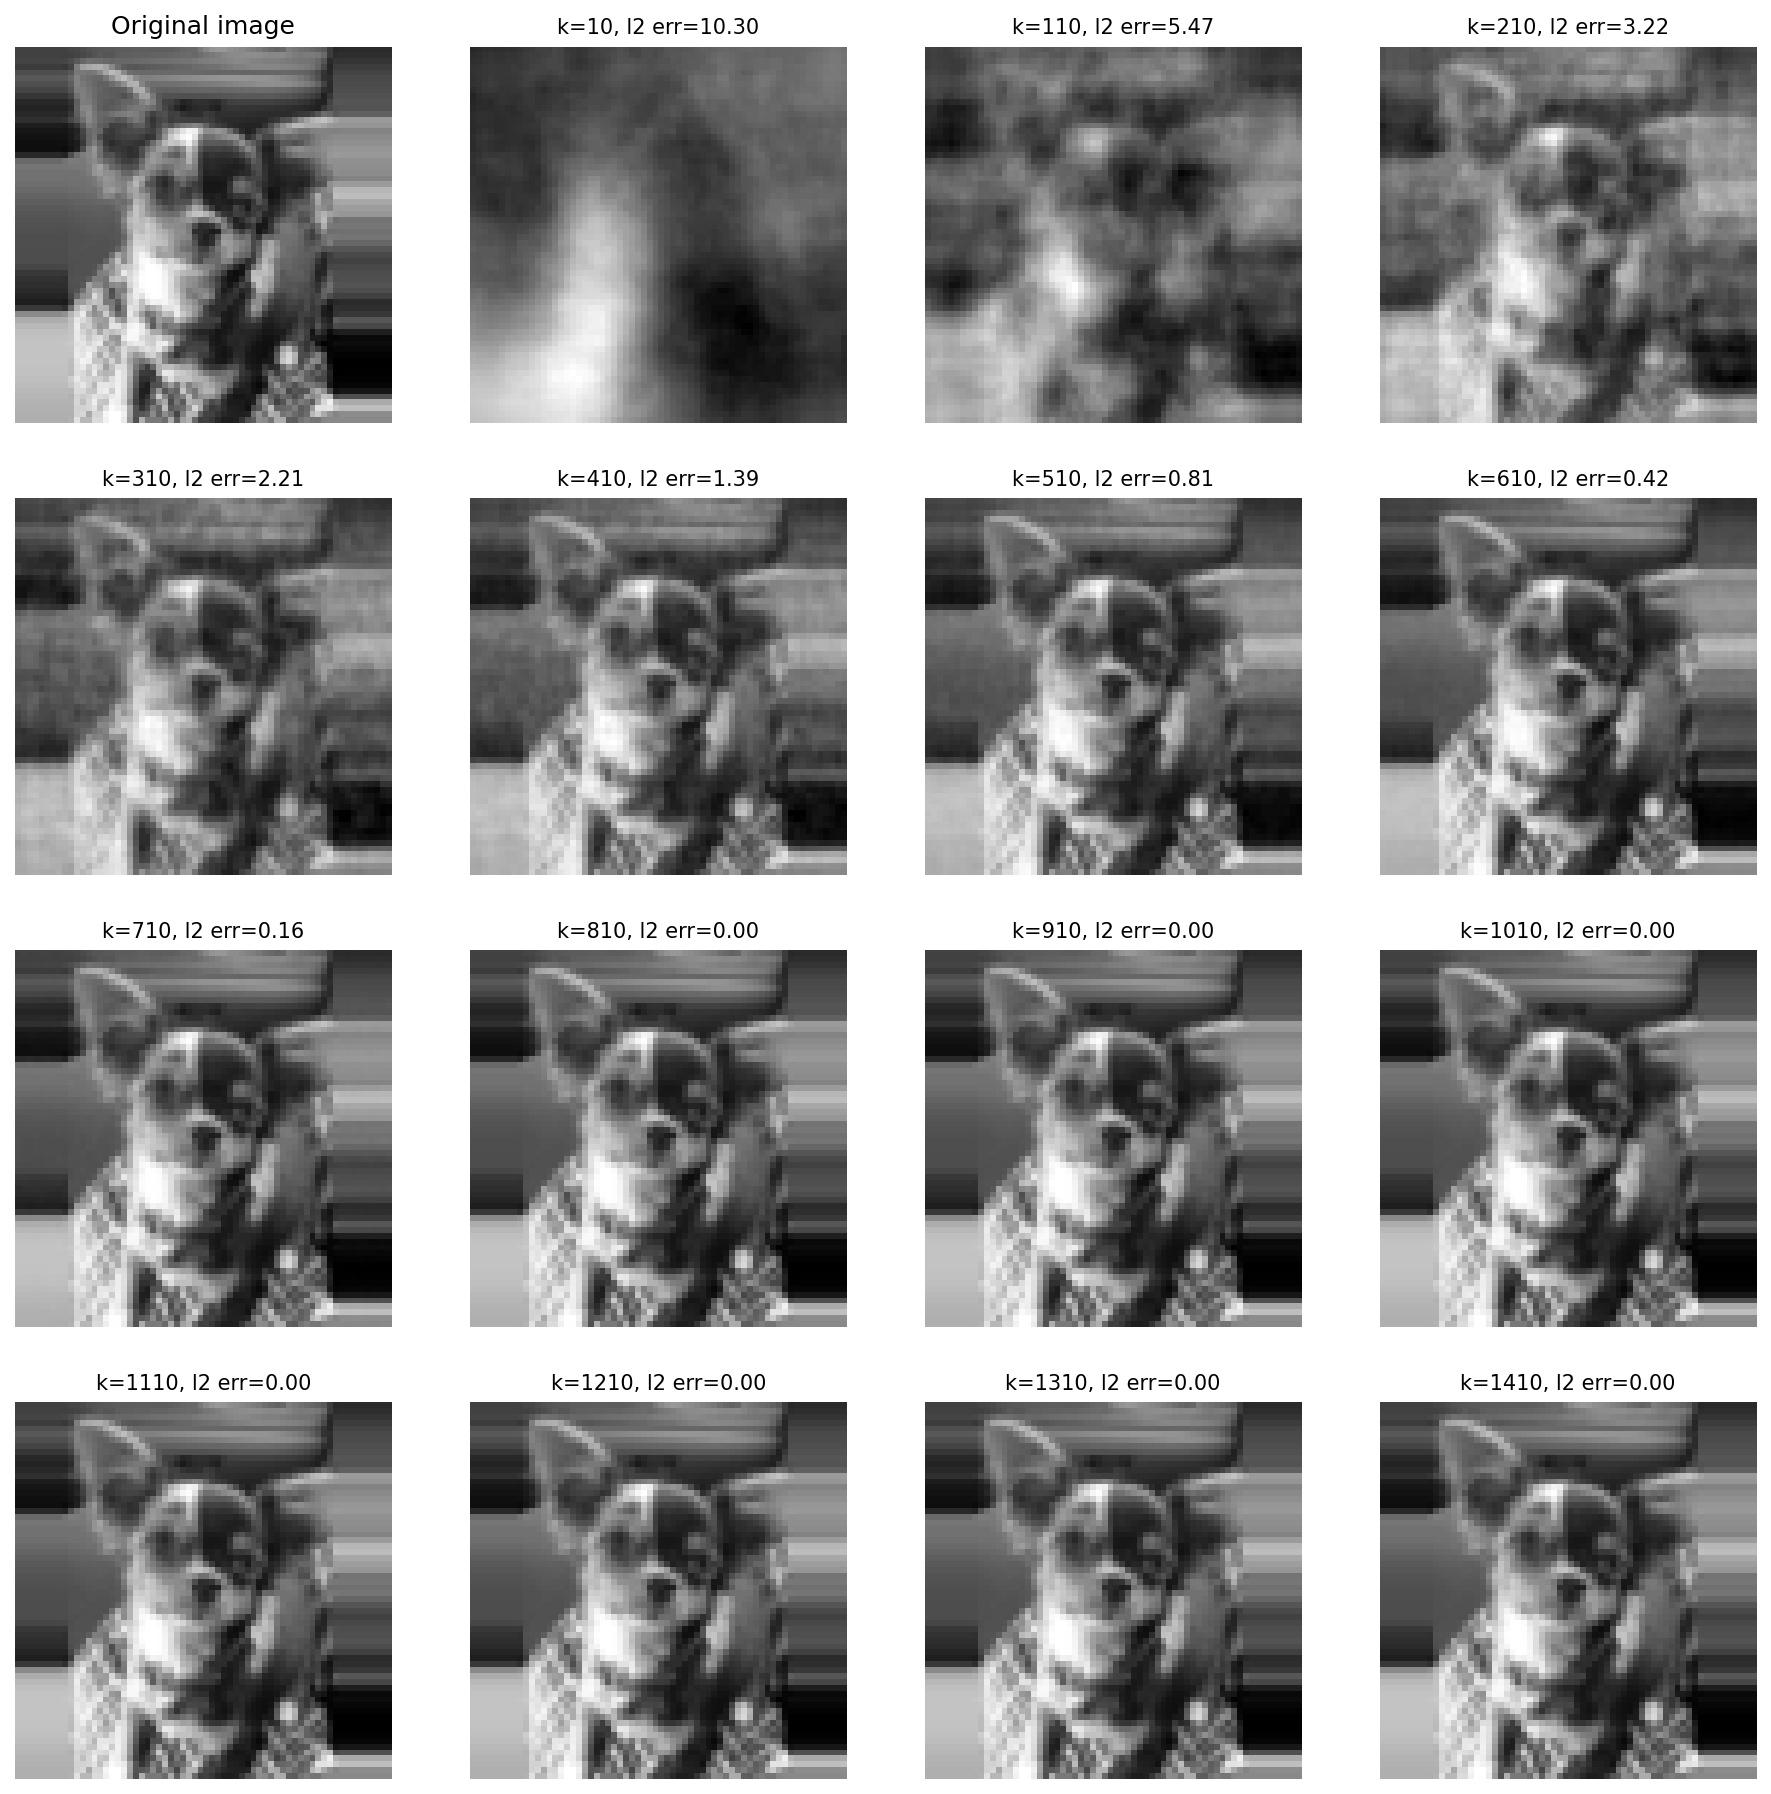 Original image
k=10, l2 err=10.30
k=110, l2 err=5.47
k=210, l2 err=3.22
k=310, l2 err=2.21
k=410, l2 err=1.39
k=510, l2 err=0.81
k=610, l2 err=0.42
k=710, l2 err=0.16
k=810, l2 err=0.00
k=910, l2 err=0.00
k=1010, l2 err=0.00
k=1110, l2 err=0.00
k=1210, l2 err=0.00
k=1310, l2 err=0.00
k=1410, l2 err=0.00